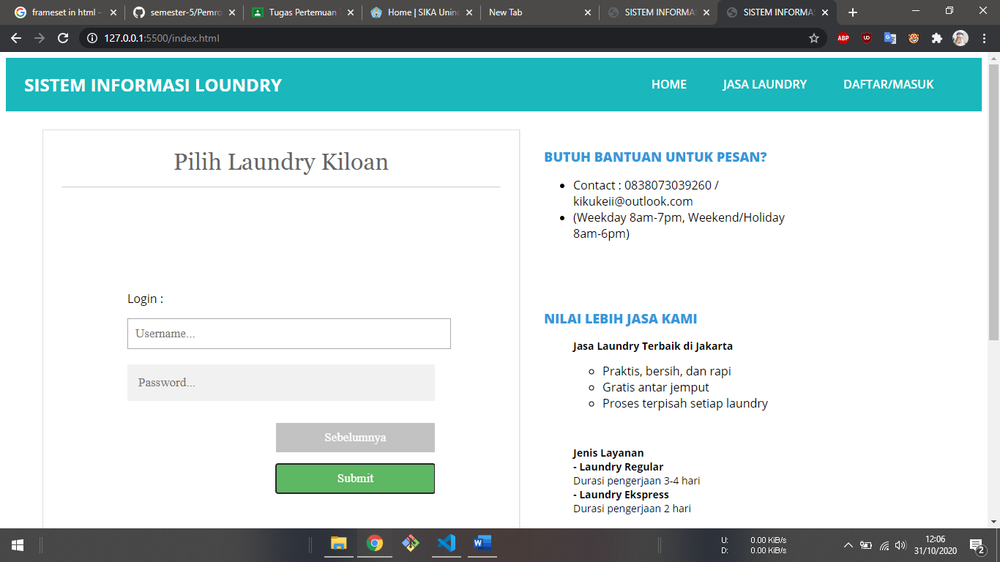 frameset in html -
semester-5/Pemro
Tugas Pertemuan 7
Home | SIKA Unin
New Tab
SISTEM INFORMAS
SISTEM INFORMAS
127.0.0.1:5500/index.html
ABP
SISTEM INFORMASI LOUNDRY
HOME
JASA LAUNDRY
DAFTAR/MASUK
Pilih Laundry Kiloan
Login :
Username...
Password...
Sebelumnya
Submit
BUTUH BANTUAN UNTUK PESAN?
Contact : 0838073039260 /
kikukeii@outlook.com
(Weekday 8am-7pm, Weekend/Holiday
8am-6pm)
NILAI LEBIH JASA KAMI
Jasa Laundry Terbaik di Jakarta
Praktis, bersih, dan rapi
Gratis antar jemput
Proses terpisah setiap laundry
Jenis Layanan
- Laundry Regular
Durasi pengerjaan 3-4 hari
- Laundry Ekspress
Durasi pengerjaan 2 hari
U: 0.00 KiB/s
D: 0.00 KiB/s
12:06
31/10/2020
2